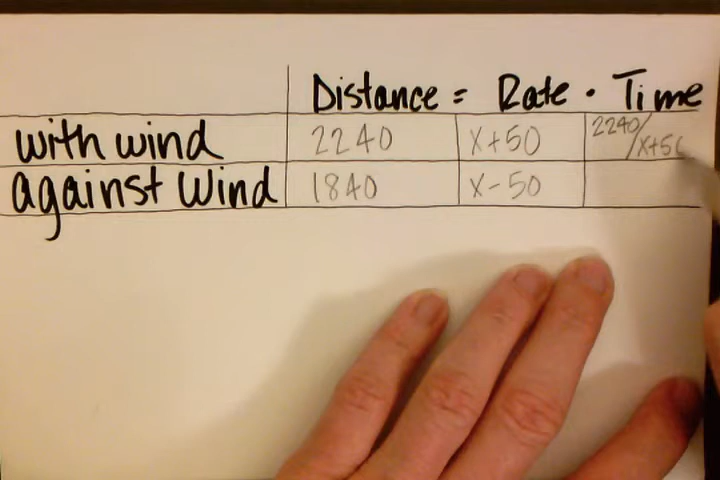 Distance = Rate · Time
with wind 2240 x+50 2240/x+50
against Wind 1840 x-50